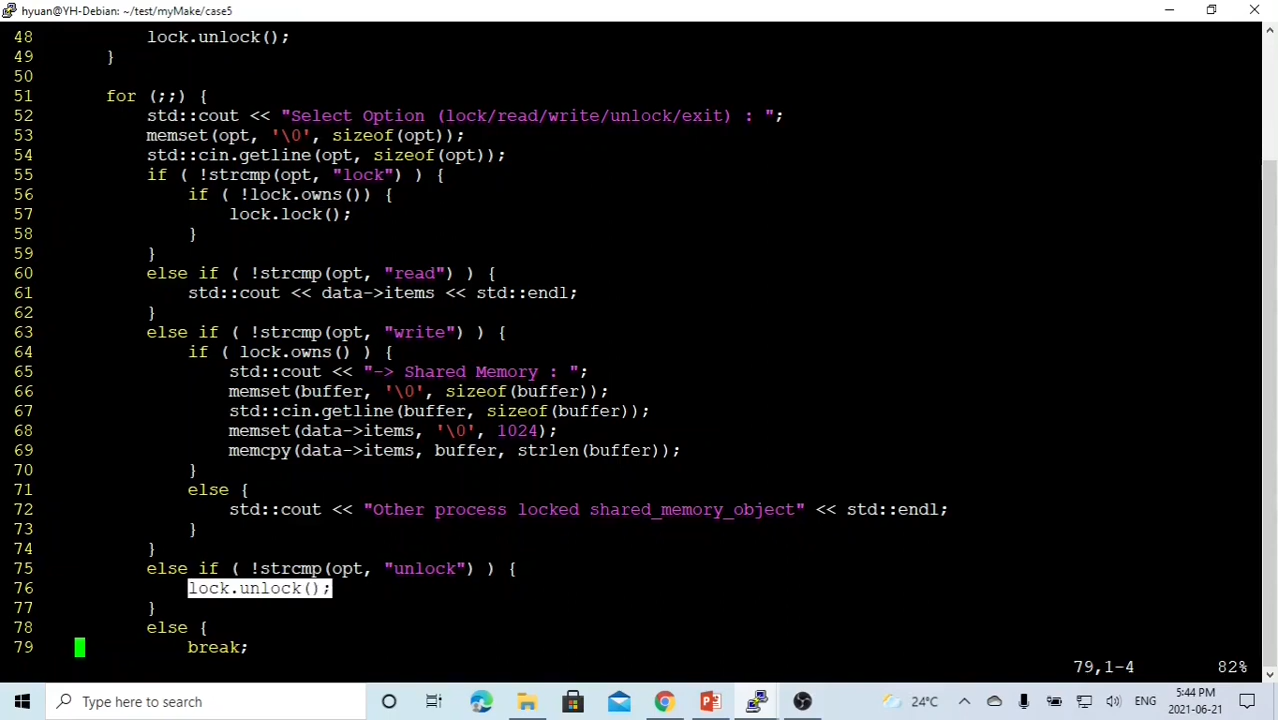 hyuan@YH-Debian: ~/test/myMake/case5
48             lock.unlock();
49         }
50
51         for (;;) {
52             std::cout << "Select Option (lock/read/write/unlock/exit) : ";
53             memset(opt, '\0', sizeof(opt));
54             std::cin.getline(opt, sizeof(opt));
55             if ( !strcmp(opt, "lock") ) {
56                 if ( !lock.owns()) {
57                     lock.lock();
58                 }
59             }
60             else if ( !strcmp(opt, "read") ) {
61                 std::cout << data->items << std::endl;
62             }
63             else if ( !strcmp(opt, "write") ) {
64                 if ( lock.owns() ) {
65                     std::cout << "-> Shared Memory : ";
66                     memset(buffer, '\0', sizeof(buffer));
67                     std::cin.getline(buffer, sizeof(buffer));
68                     memset(data->items, '\0', 1024);
69                     memcpy(data->items, buffer, strlen(buffer));
70                 }
71                 else {
72                     std::cout << "Other process locked shared_memory_object" << std::endl;
73                 }
74             }
75             else if ( !strcmp(opt, "unlock") ) {
76                 lock.unlock();
77             }
78             else {
79                 break;
79,1-4 82%
Type here to search
24°C
ENG
5:44 PM
2021-06-21